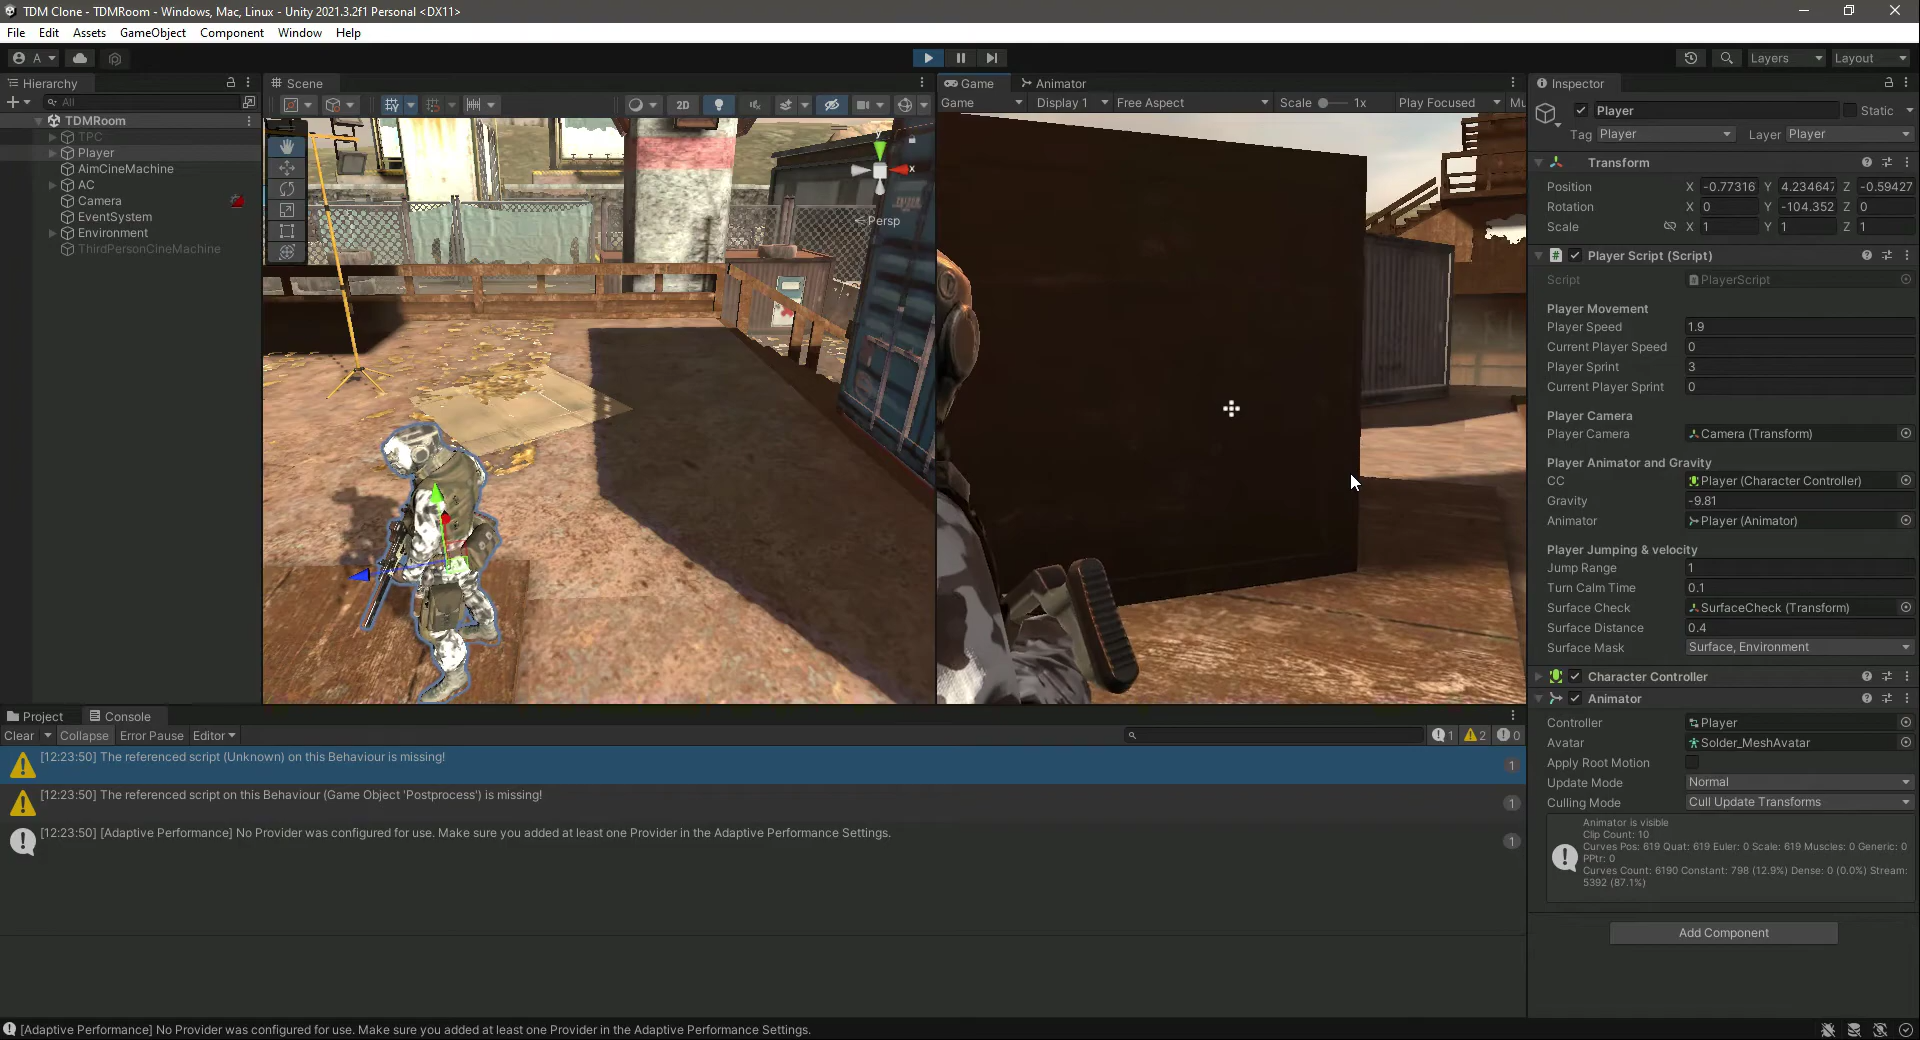 TDM Clone - TDMRoom - Windows, Mac, Linux - Unity 2021.3.2f1 Personal <DX11>
File Edit Assets GameObject Component Window Help
A
Layers
Layout
Hierarchy
All
TDMRoom
TPC
Player
AimCineMachine
AC
Camera
EventSystem
Environment
ThirdPersonCineMachine
Scene
2D
y
x
Persp
Game
Animator
Game
Display 1
Free Aspect
Scale
1x
Play Focused
Mu
Inspector
Player
Static
Tag
Player
Layer
Player
Transform
Position X -0.77316 Y 4.234647 Z -0.59427
Rotation X 0 Y -104.352 Z 0
Scale X 1 Y 1 Z 1
Player Script (Script)
Script PlayerScript
Player Movement
Player Speed 1.9
Current Player Speed 0
Player Sprint 3
Current Player Sprint 0
Player Camera
Player Camera Camera (Transform)
Player Animator and Gravity
CC Player (Character Controller)
Gravity -9.81
Animator Player (Animator)
Player Jumping & velocity
Jump Range 1
Turn Calm Time 0.1
Surface Check SurfaceCheck (Transform)
Surface Distance 0.4
Surface Mask Surface, Environment
Character Controller
Animator
Controller Player
Avatar Solder_MeshAvatar
Apply Root Motion
Update Mode Normal
Culling Mode Cull Update Transforms
Animator is visible
Clip Count: 10
Curves Pos: 619 Quat: 619 Euler: 0 Scale: 619 Muscles: 0 Generic: 0
PPtr: 0
Curves Count: 6190 Constant: 798 (12.9%) Dense: 0 (0.0%) Stream:
5392 (87.1%)
Add Component
Project
Console
Clear
Collapse
Error Pause
Editor
1
2
0
[12:23:50] The referenced script (Unknown) on this Behaviour is missing!
1
[12:23:50] The referenced script on this Behaviour (Game Object 'Postprocess') is missing!
1
[12:23:50] [Adaptive Performance] No Provider was configured for use. Make sure you added at least one Provider in the Adaptive Performance Settings.
1
[Adaptive Performance] No Provider was configured for use. Make sure you added at least one Provider in the Adaptive Performance Settings.